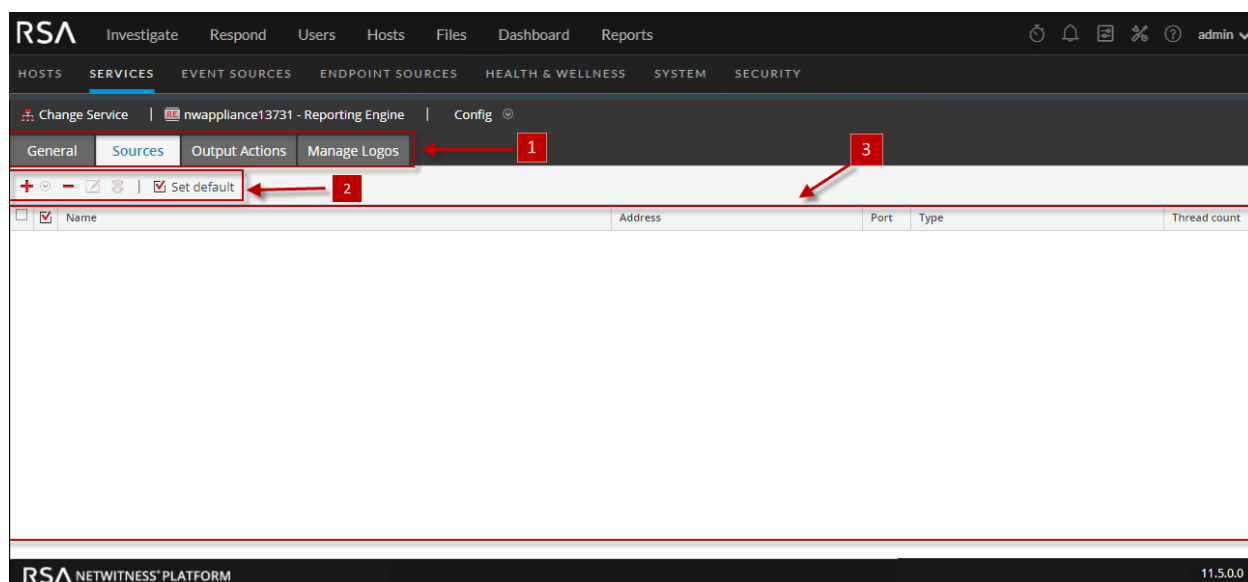 RSA Investigate Respond Users Hosts Files Dashboard Reports admin
HOSTS SERVICES EVENT SOURCES ENDPOINT SOURCES HEALTH & WELLNESS SYSTEM SECURITY
Change Service | RE nwappliance13731 - Reporting Engine | Config
General Sources Output Actions Manage Logos 1 3
Set default 2
Name Address Port Type Thread count
RSA NETWITNESS® PLATFORM 11.5.0.0